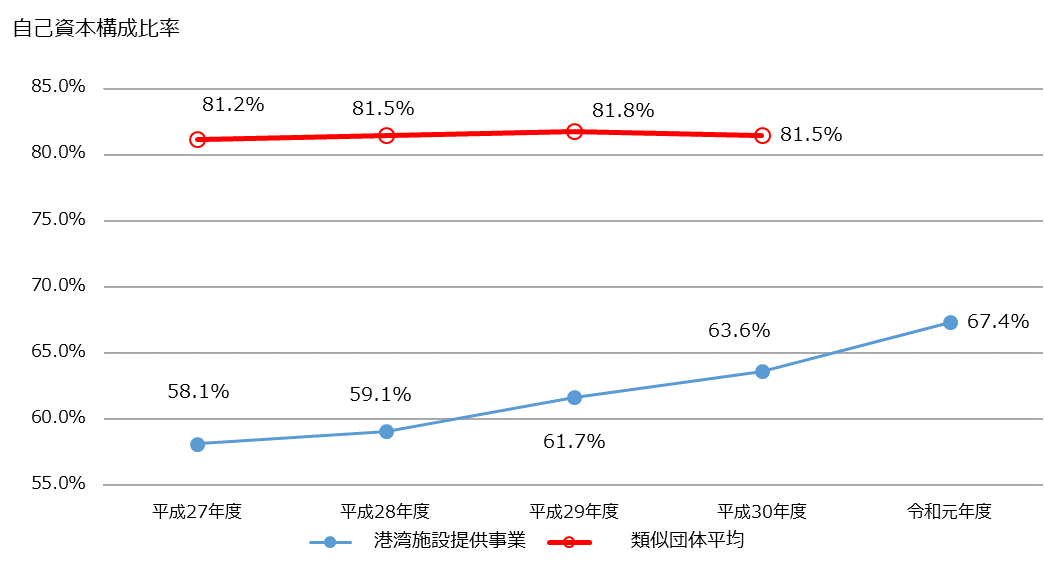 自己資本構成比率
85.0%
80.0%
75.0%
70.0%
65.0%
60.0%
55.0%
81.2%
81.5%
81.8%
81.5%
58.1%
59.1%
61.7%
63.6%
67.4%
平成27年度
平成28年度
平成29年度
平成30年度
令和元年度
港湾施設提供事業
類似団体平均